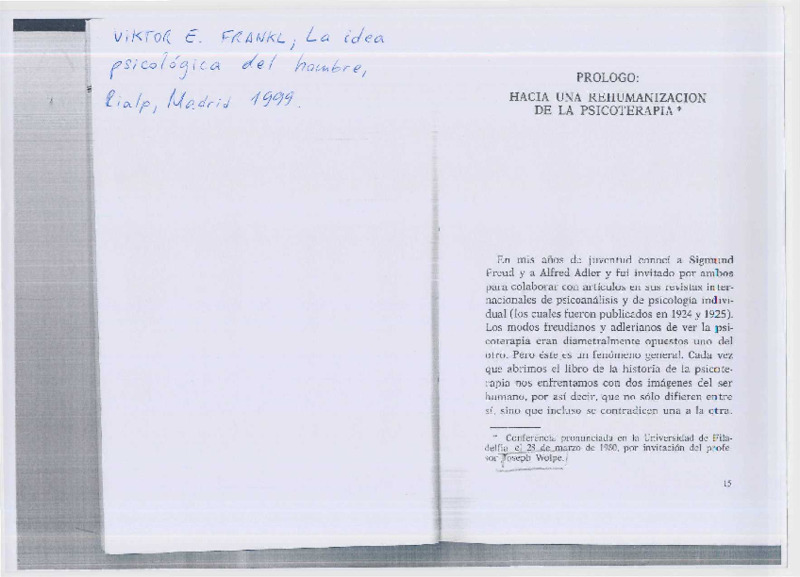 VIKTOR E. FRANKL, La idea
psicológica del hombre,
Rialp, Madrid 1999.
PROLOGO:
HACIA UNA REHUMANIZACION
DE LA PSICOTERAPIA *
En mis años de juventud conocí a Sigmund
Freud y a Alfred Adler y fui invitado por ambos
para colaborar con artículos en sus revistas inter-
nacionales de psicoanálisis y de psicología indivi-
dual (los cuales fueron publicados en 1924 y 1925).
Los modos freudianos y adlerianos de ver la psi-
coterapia eran diametralmente opuestos uno del
otro. Pero éste es un fenómeno general. Cada vez
que abrimos el libro de la historia de la psicote-
rapia nos enfrentamos con dos imágenes del ser
humano, por así decir, que no sólo difieren entre
sí, sino que incluso se contradicen una a la otra.
* Conferencia pronunciada en la Universidad de Fila-
delfia el 28 de marzo de 1980, por invitación del profe-
sor Joseph Wolpe.
15